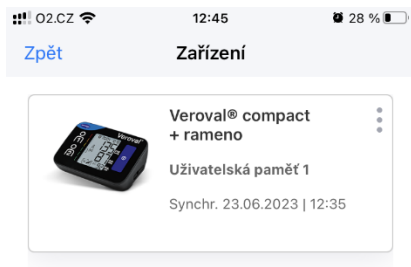 O2.CZ 12:45 28 %
Zpět Zařízení
Veroval® compact
+ rameno
Uživatelská paměť 1
Synchr. 23.06.2023 | 12:35
Veroval